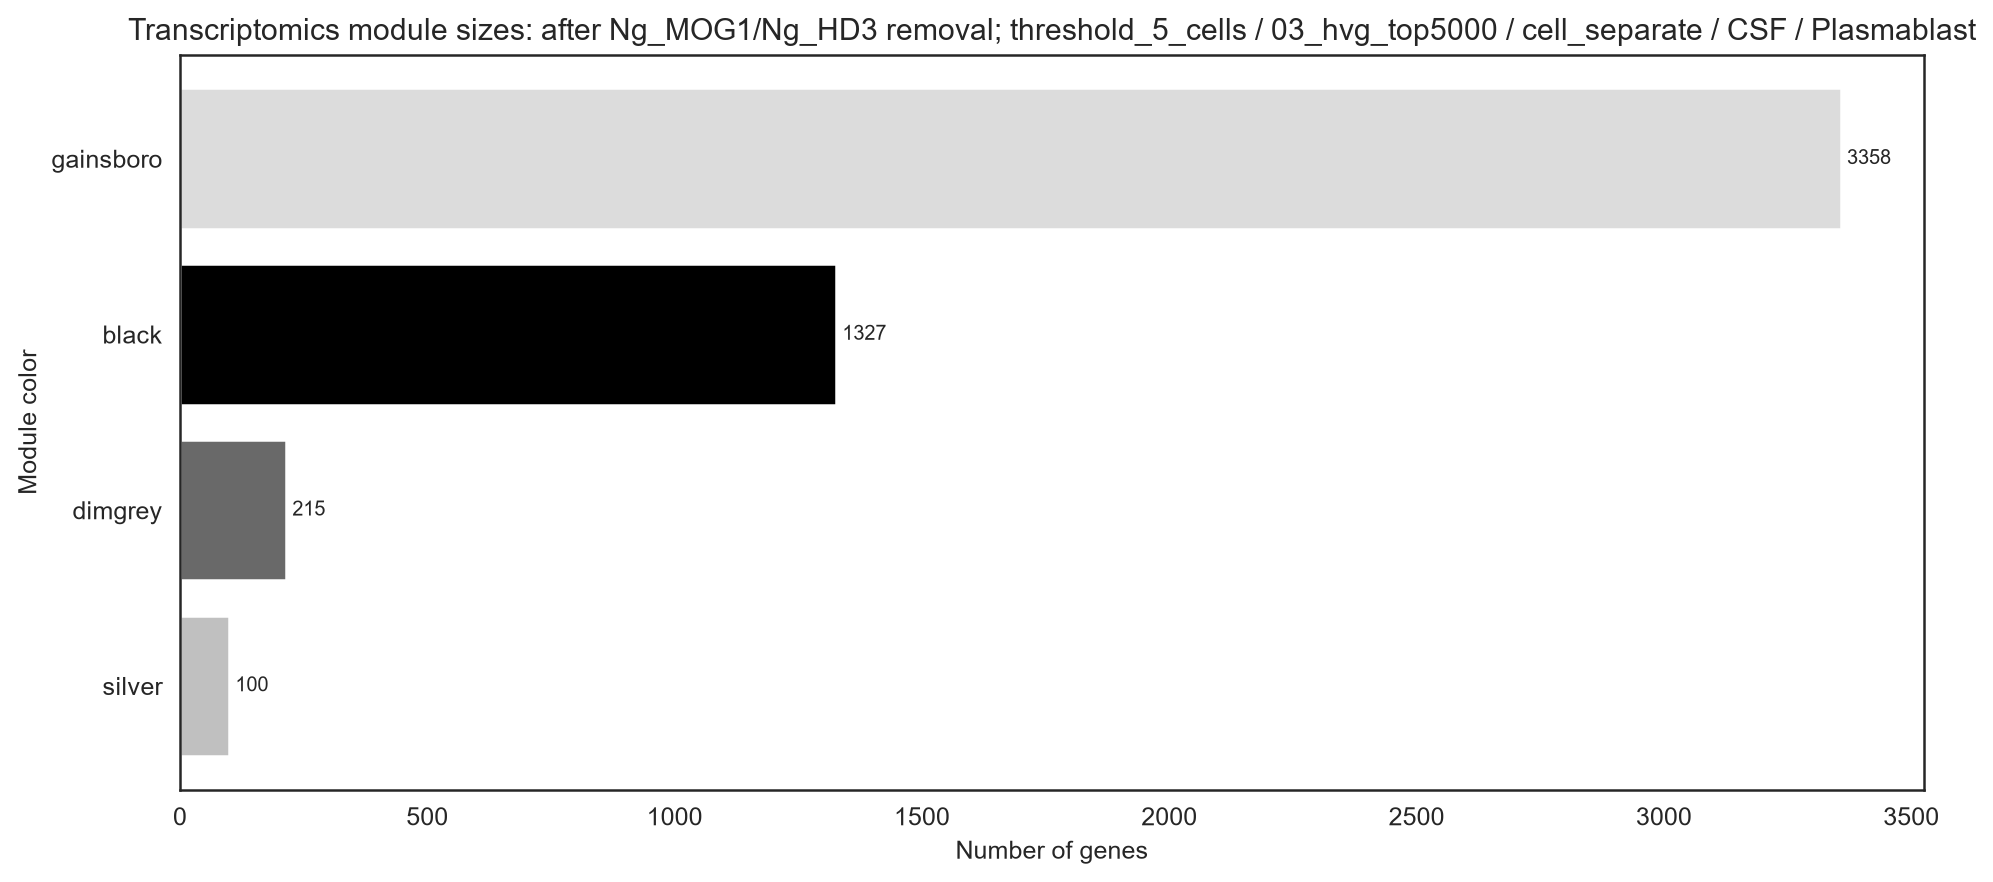 Transcriptomics module sizes: after Ng_MOG1/Ng_HD3 removal; threshold_5_cells / 03_hvg_top5000 / cell_separate / CSF / Plasmablast
gainsboro
3358
black
1327
dimgrey
215
silver
100
Module color
0 500 1000 1500 2000 2500 3000 3500
Number of genes